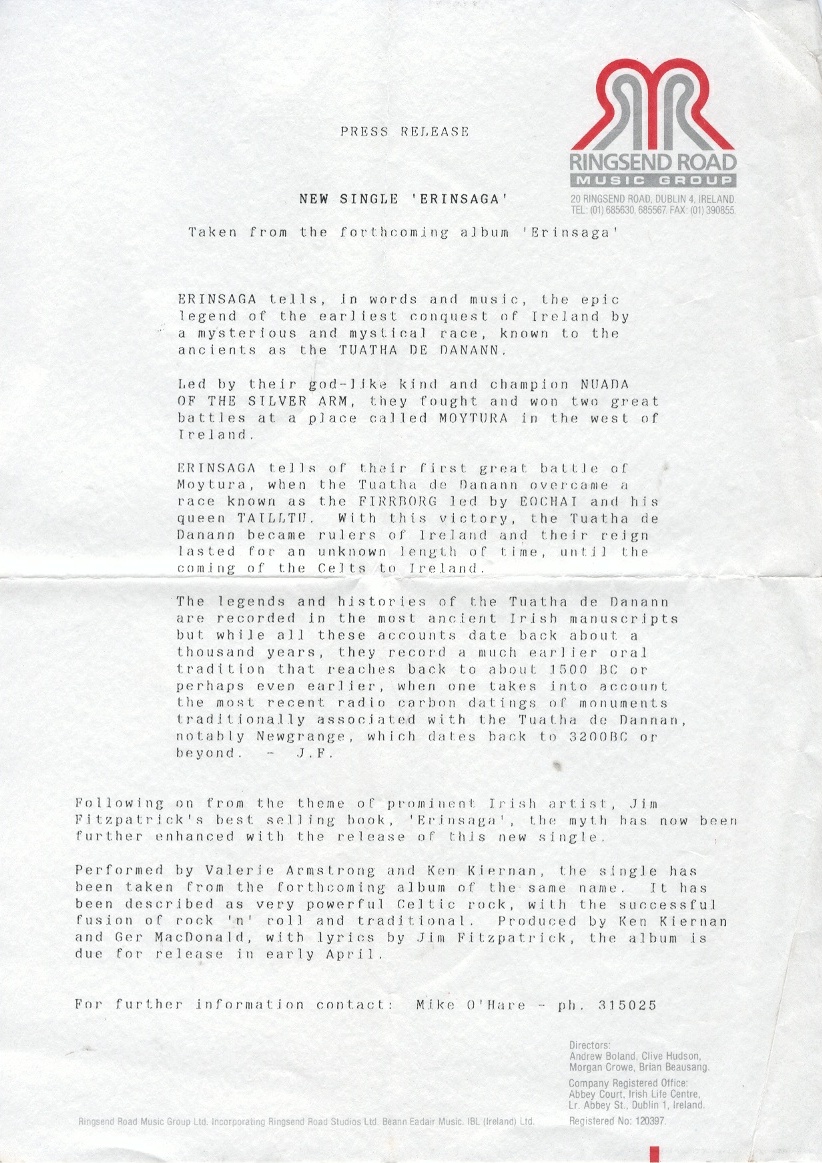 RINGSEND ROAD
MUSIC GROUP
20 RINGSEND ROAD, DUBLIN 4, IRELAND.
TEL: (01) 685630, 685567. FAX: (01) 390855.
PRESS RELEASE
NEW SINGLE 'ERINSAGA'
Taken from the forthcoming album 'Erinsaga'
ERINSAGA tells, in words and music, the epic
legend of the earliest conquest of Ireland by
a mysterious and mystical race, known to the
ancients as the TUATHA DE DANANN.
Led by their god-like kind and champion NUADA
OF THE SILVER ARM, they fought and won two great
battles at a place called MOYTURA in the west of
Ireland.
ERINSAGA tells of their first great battle of
Moytura, when the Tuatha de Danann overcame a
race known as the FIRRBORG led by EOCHAI and his
queen TAILLTU. With this victory, the Tuatha de
Danann became rulers of Ireland and their reign
lasted for an unknown length of time, until the
coming of the Celts to Ireland.
The legends and histories of the Tuatha de Danann
are recorded in the most ancient Irish manuscripts
but while all these accounts date back about a
thousand years, they record a much earlier oral
tradition that reaches back to about 1500 BC or
perhaps even earlier, when one takes into account
the most recent radio carbon datings of monuments
traditionally associated with the Tuatha de Dannan,
notably Newgrange, which dates back to 3200BC or
beyond. - J.F.
Following on from the theme of prominent Irish artist, Jim
Fitzpatrick's best selling book, 'Erinsaga', the myth has now been
further enhanced with the release of this new single.
Performed by Valerie Armstrong and Ken Kiernan, the single has
been taken from the forthcoming album of the same name. It has
been described as very powerful Celtic rock, with the successful
fusion of rock 'n' roll and traditional. Produced by Ken Kiernan
and Ger MacDonald, with lyrics by Jim Fitzpatrick, the album is
due for release in early April.
For further information contact: Mike O'Hare - ph. 315025
Directors:
Andrew Boland, Clive Hudson,
Morgan Crowe, Brian Beausang.
Company Registered Office:
Abbey Court, Irish Life Centre,
Lr. Abbey St., Dublin 1, Ireland.
Registered No: 120397.
Ringsend Road Music Group Ltd. Incorporating Ringsend Road Studios Ltd. Beann Eadair Music. IBL (Ireland) Ltd.